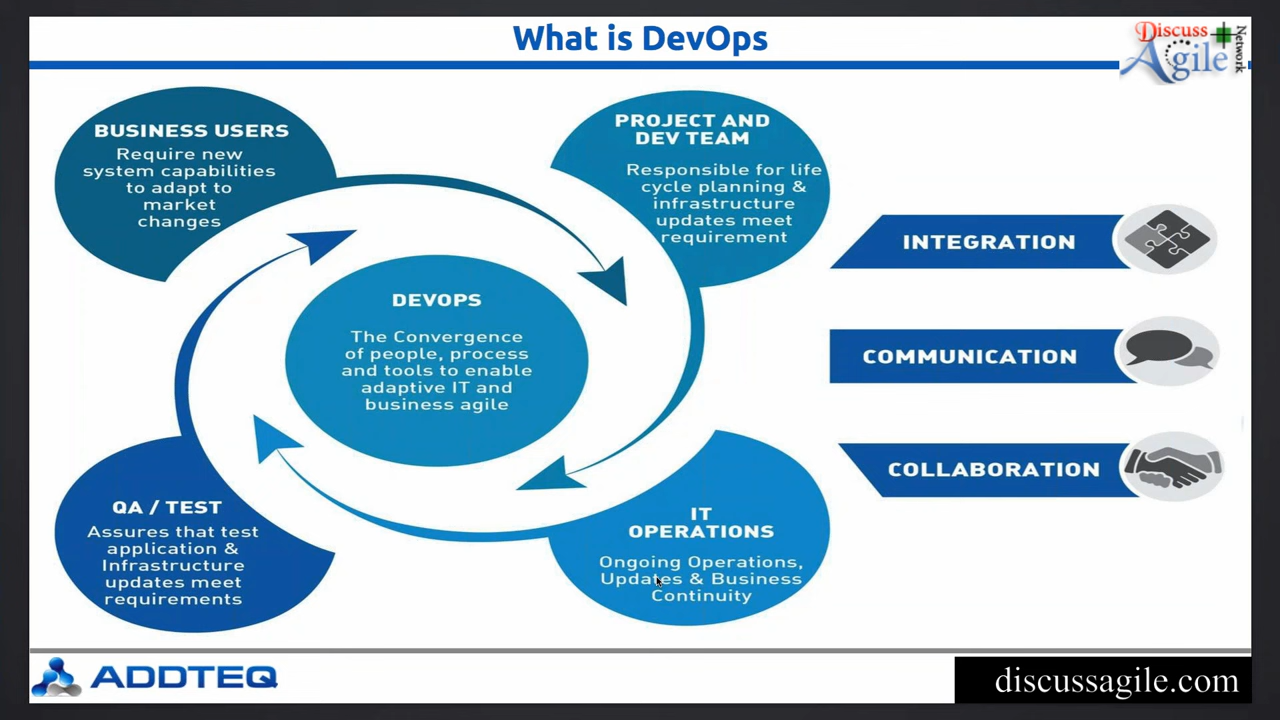 What is DevOps
Discuss
Agile
Network
BUSINESS USERS
Require new
system capabilities
to adapt to
market
changes
PROJECT AND
DEV TEAM
Responsible for life
cycle planning &
infrastructure
updates meet
requirement
DEVOPS
The Convergence
of people, process
and tools to enable
adaptive IT and
business agile
QA / TEST
Assures that test
application &
Infrastructure
updates meet
requirements
IT
OPERATIONS
Ongoing Operations,
Updates & Business
Continuity
INTEGRATION
COMMUNICATION
COLLABORATION
ADDTEQ
discussagile.com